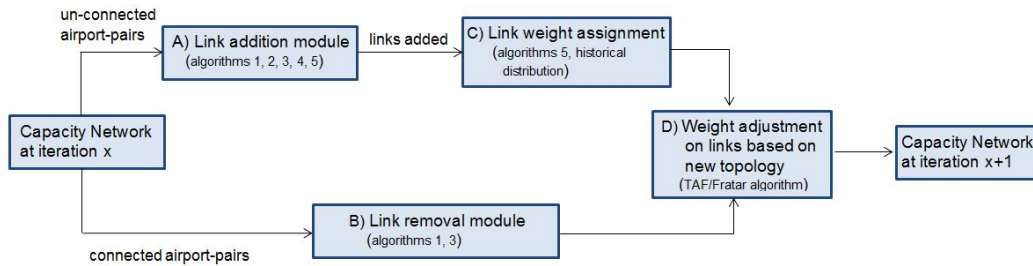 un-connected
airport-pairs
A) Link addition module
(algorithms 1, 2, 3, 4, 5)
links added
C) Link weight assignment
(algorithms 5, historical
distribution)
Capacity Network
at iteration x
D) Weight adjustment
on links based on
new topology
(TAF/Fratar algorithm)
Capacity Network
at iteration x+1
B) Link removal module
(algorithms 1, 3)
connected airport-pairs